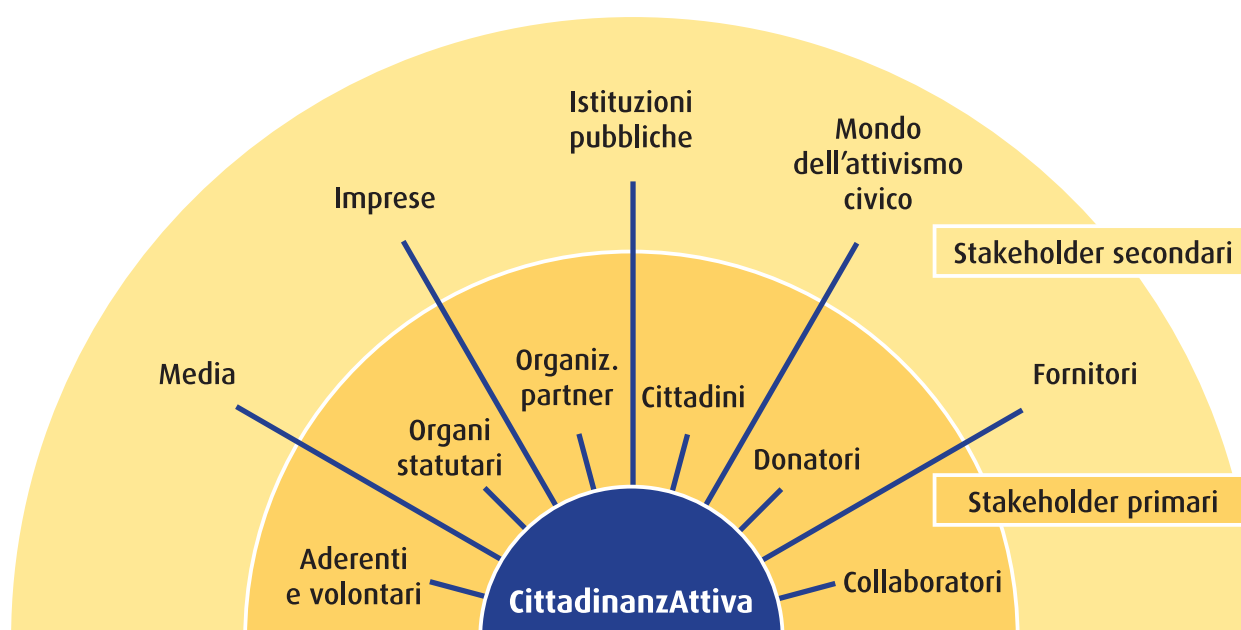 Istituzioni
pubbliche
Mondo
dell'attivismo
civico
Imprese
Stakeholder secondari
Media
Organiz.
partner
Cittadini
Fornitori
Organi
statutari
Donatori
Stakeholder primari
Aderenti
e volontari
Collaboratori
CittadinanzAttiva